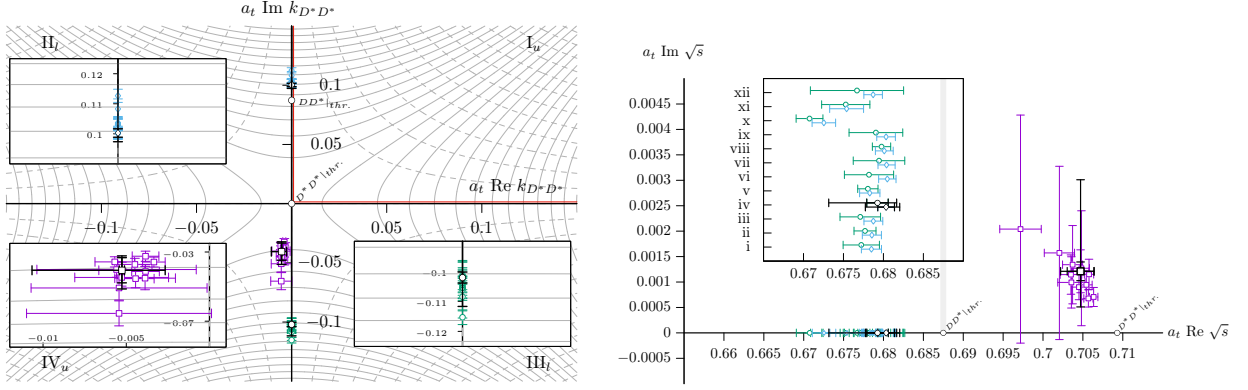 a_t Im k_{D*D*}
II_l
I_u
0.12
0.11
0.1
0.1
DD*|thr.
0.05
D*D*|thr.
a_t Re k_{D*D*}
−0.1
−0.05
0.05
0.1
−0.03
−0.07
−0.01
−0.005
−0.05
−0.1
−0.1
−0.11
−0.12
IV_u
III_l
a_t Im √s
0.0045
0.004
0.0035
0.003
0.0025
0.002
0.0015
0.001
0.0005
0
−0.0005
xii
xi
x
ix
viii
vii
vi
v
iv
iii
ii
i
0.67
0.675
0.68
0.685
DD*|thr.
D*D*|thr.
a_t Re √s
0.66
0.665
0.67
0.675
0.68
0.685
0.69
0.695
0.7
0.705
0.71